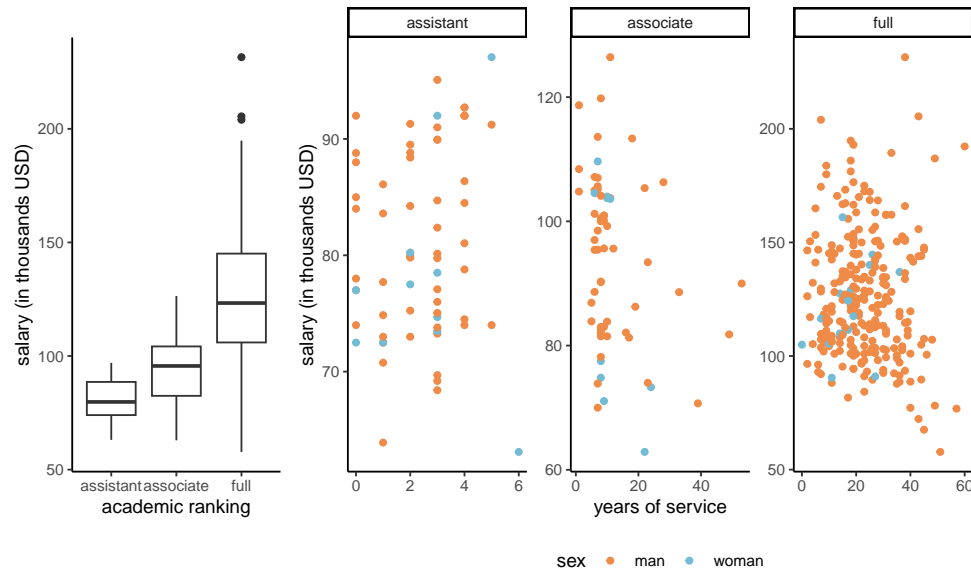 salary (in thousands USD)
200
150
100
50
assistant associate full
academic ranking
salary (in thousands USD)
assistant
90
80
70
0 2 4 6
associate
120
100
80
60
0 20 40
full
200
150
100
50
0 20 40 60
years of service
sex man woman